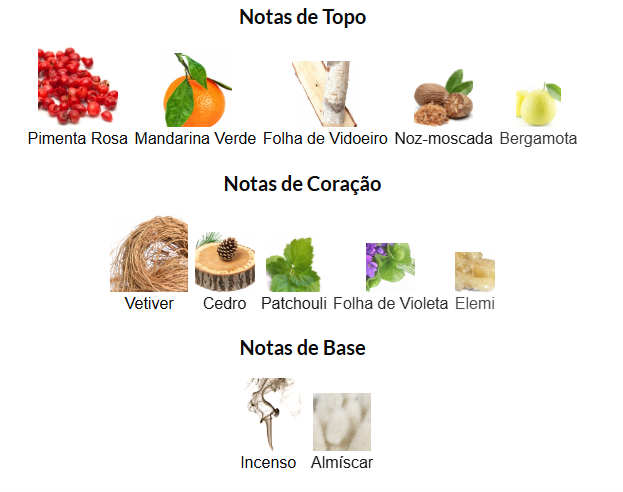 Notas de Topo
Pimenta Rosa Mandarina Verde Folha de Vidoeiro Noz-moscada Bergamota
Notas de Coração
Vetiver Cedro Patchouli Folha de Violeta Elemi
Notas de Base
Incenso Almíscar